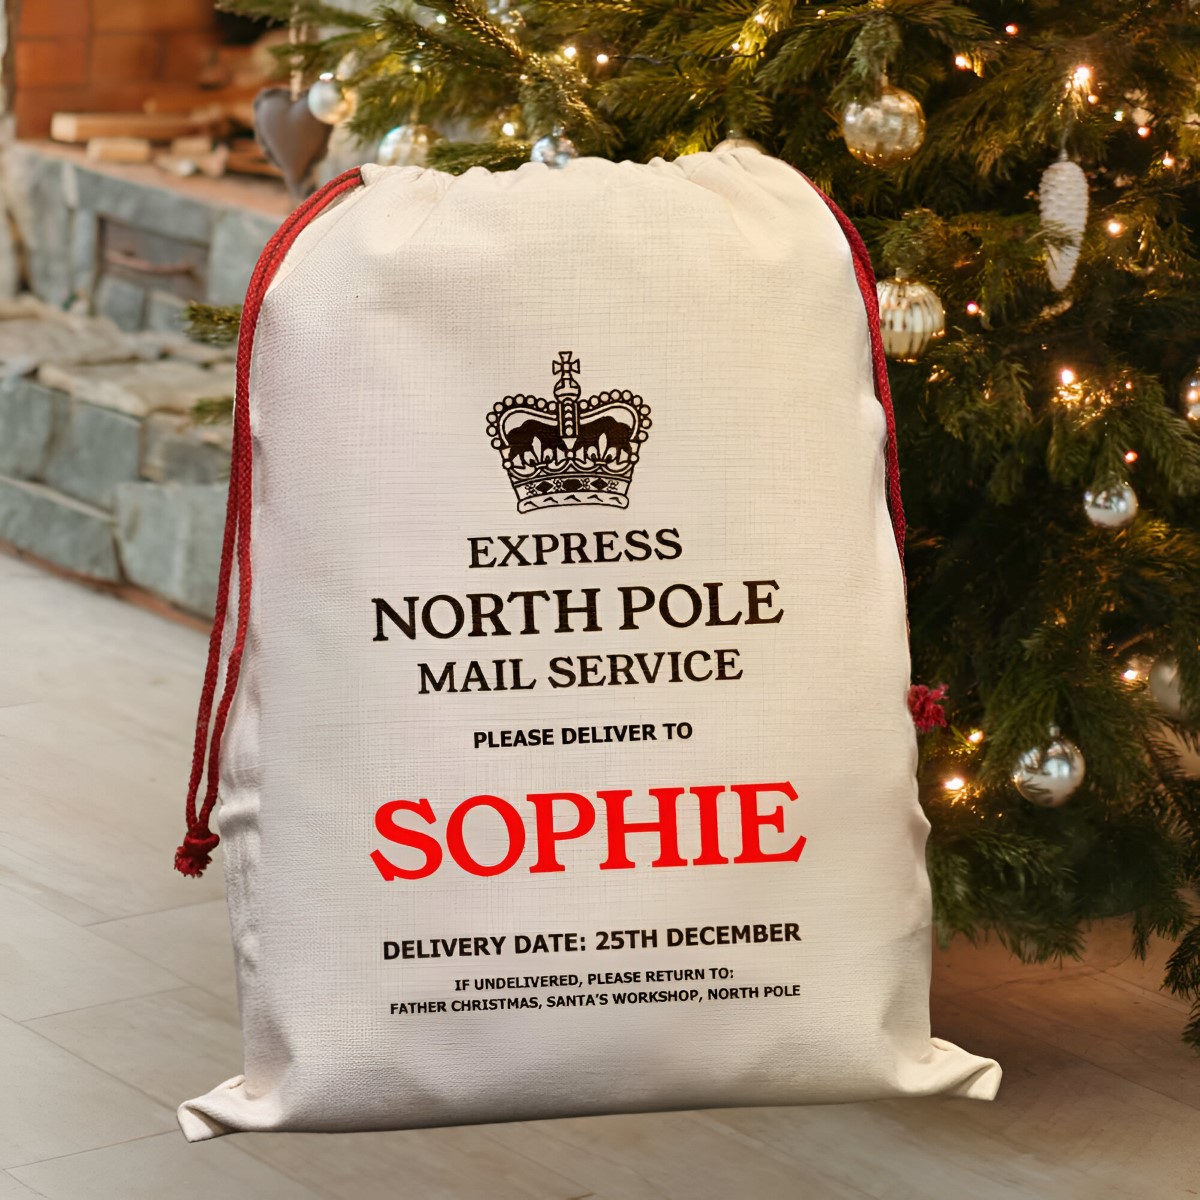 EXPRESS
NORTH POLE
MAIL SERVICE
PLEASE DELIVER TO
SOPHIE
DELIVERY DATE: 25TH DECEMBER
IF UNDELIVERED, PLEASE RETURN TO:
FATHER CHRISTMAS, SANTA'S WORKSHOP, NORTH POLE